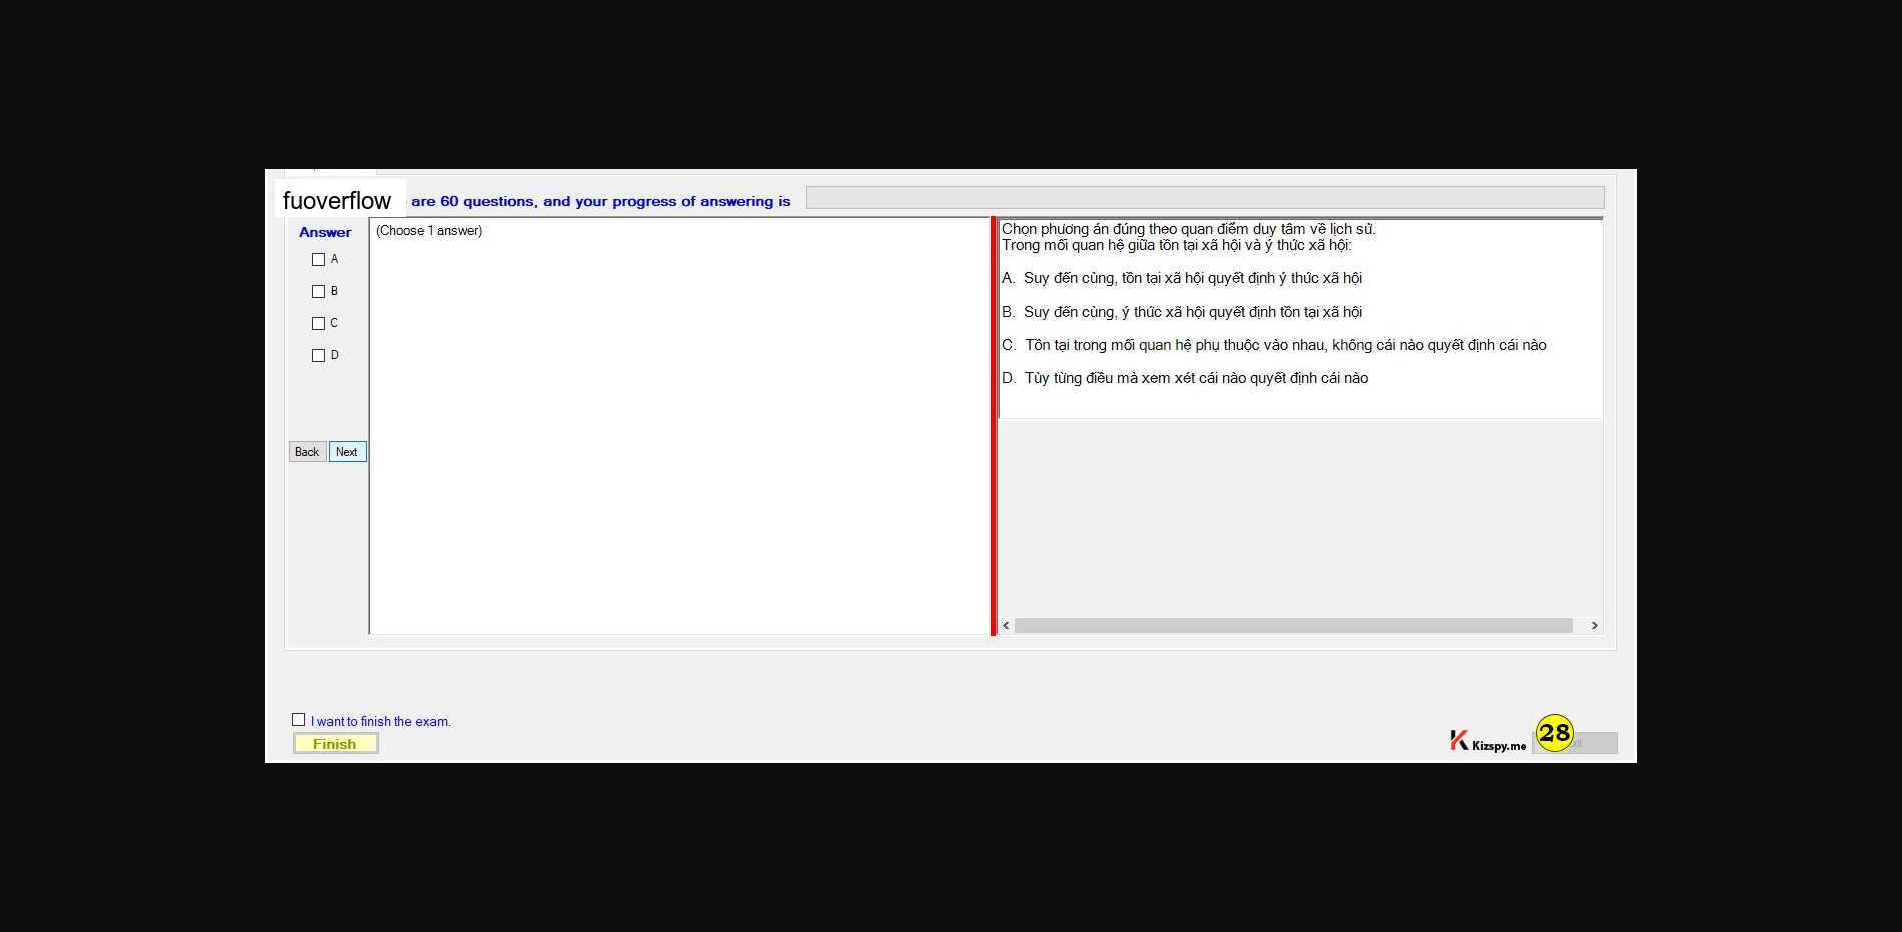 fuoverflow are 60 questions, and your progress of answering is
Answer
A
B
C
D
Back Next
(Choose 1 answer)
Chọn phương án đúng theo quan điểm duy tâm về lịch sử.
Trong mối quan hệ giữa tồn tại xã hội và ý thức xã hội:
A. Suy đến cùng, tồn tại xã hội quyết định ý thức xã hội
B. Suy đến cùng, ý thức xã hội quyết định tồn tại xã hội
C. Tồn tại trong mối quan hệ phụ thuộc vào nhau, không cái nào quyết định cái nào
D. Tùy từng điều mà xem xét cái nào quyết định cái nào
I want to finish the exam.
Finish
Kizspy.me
28